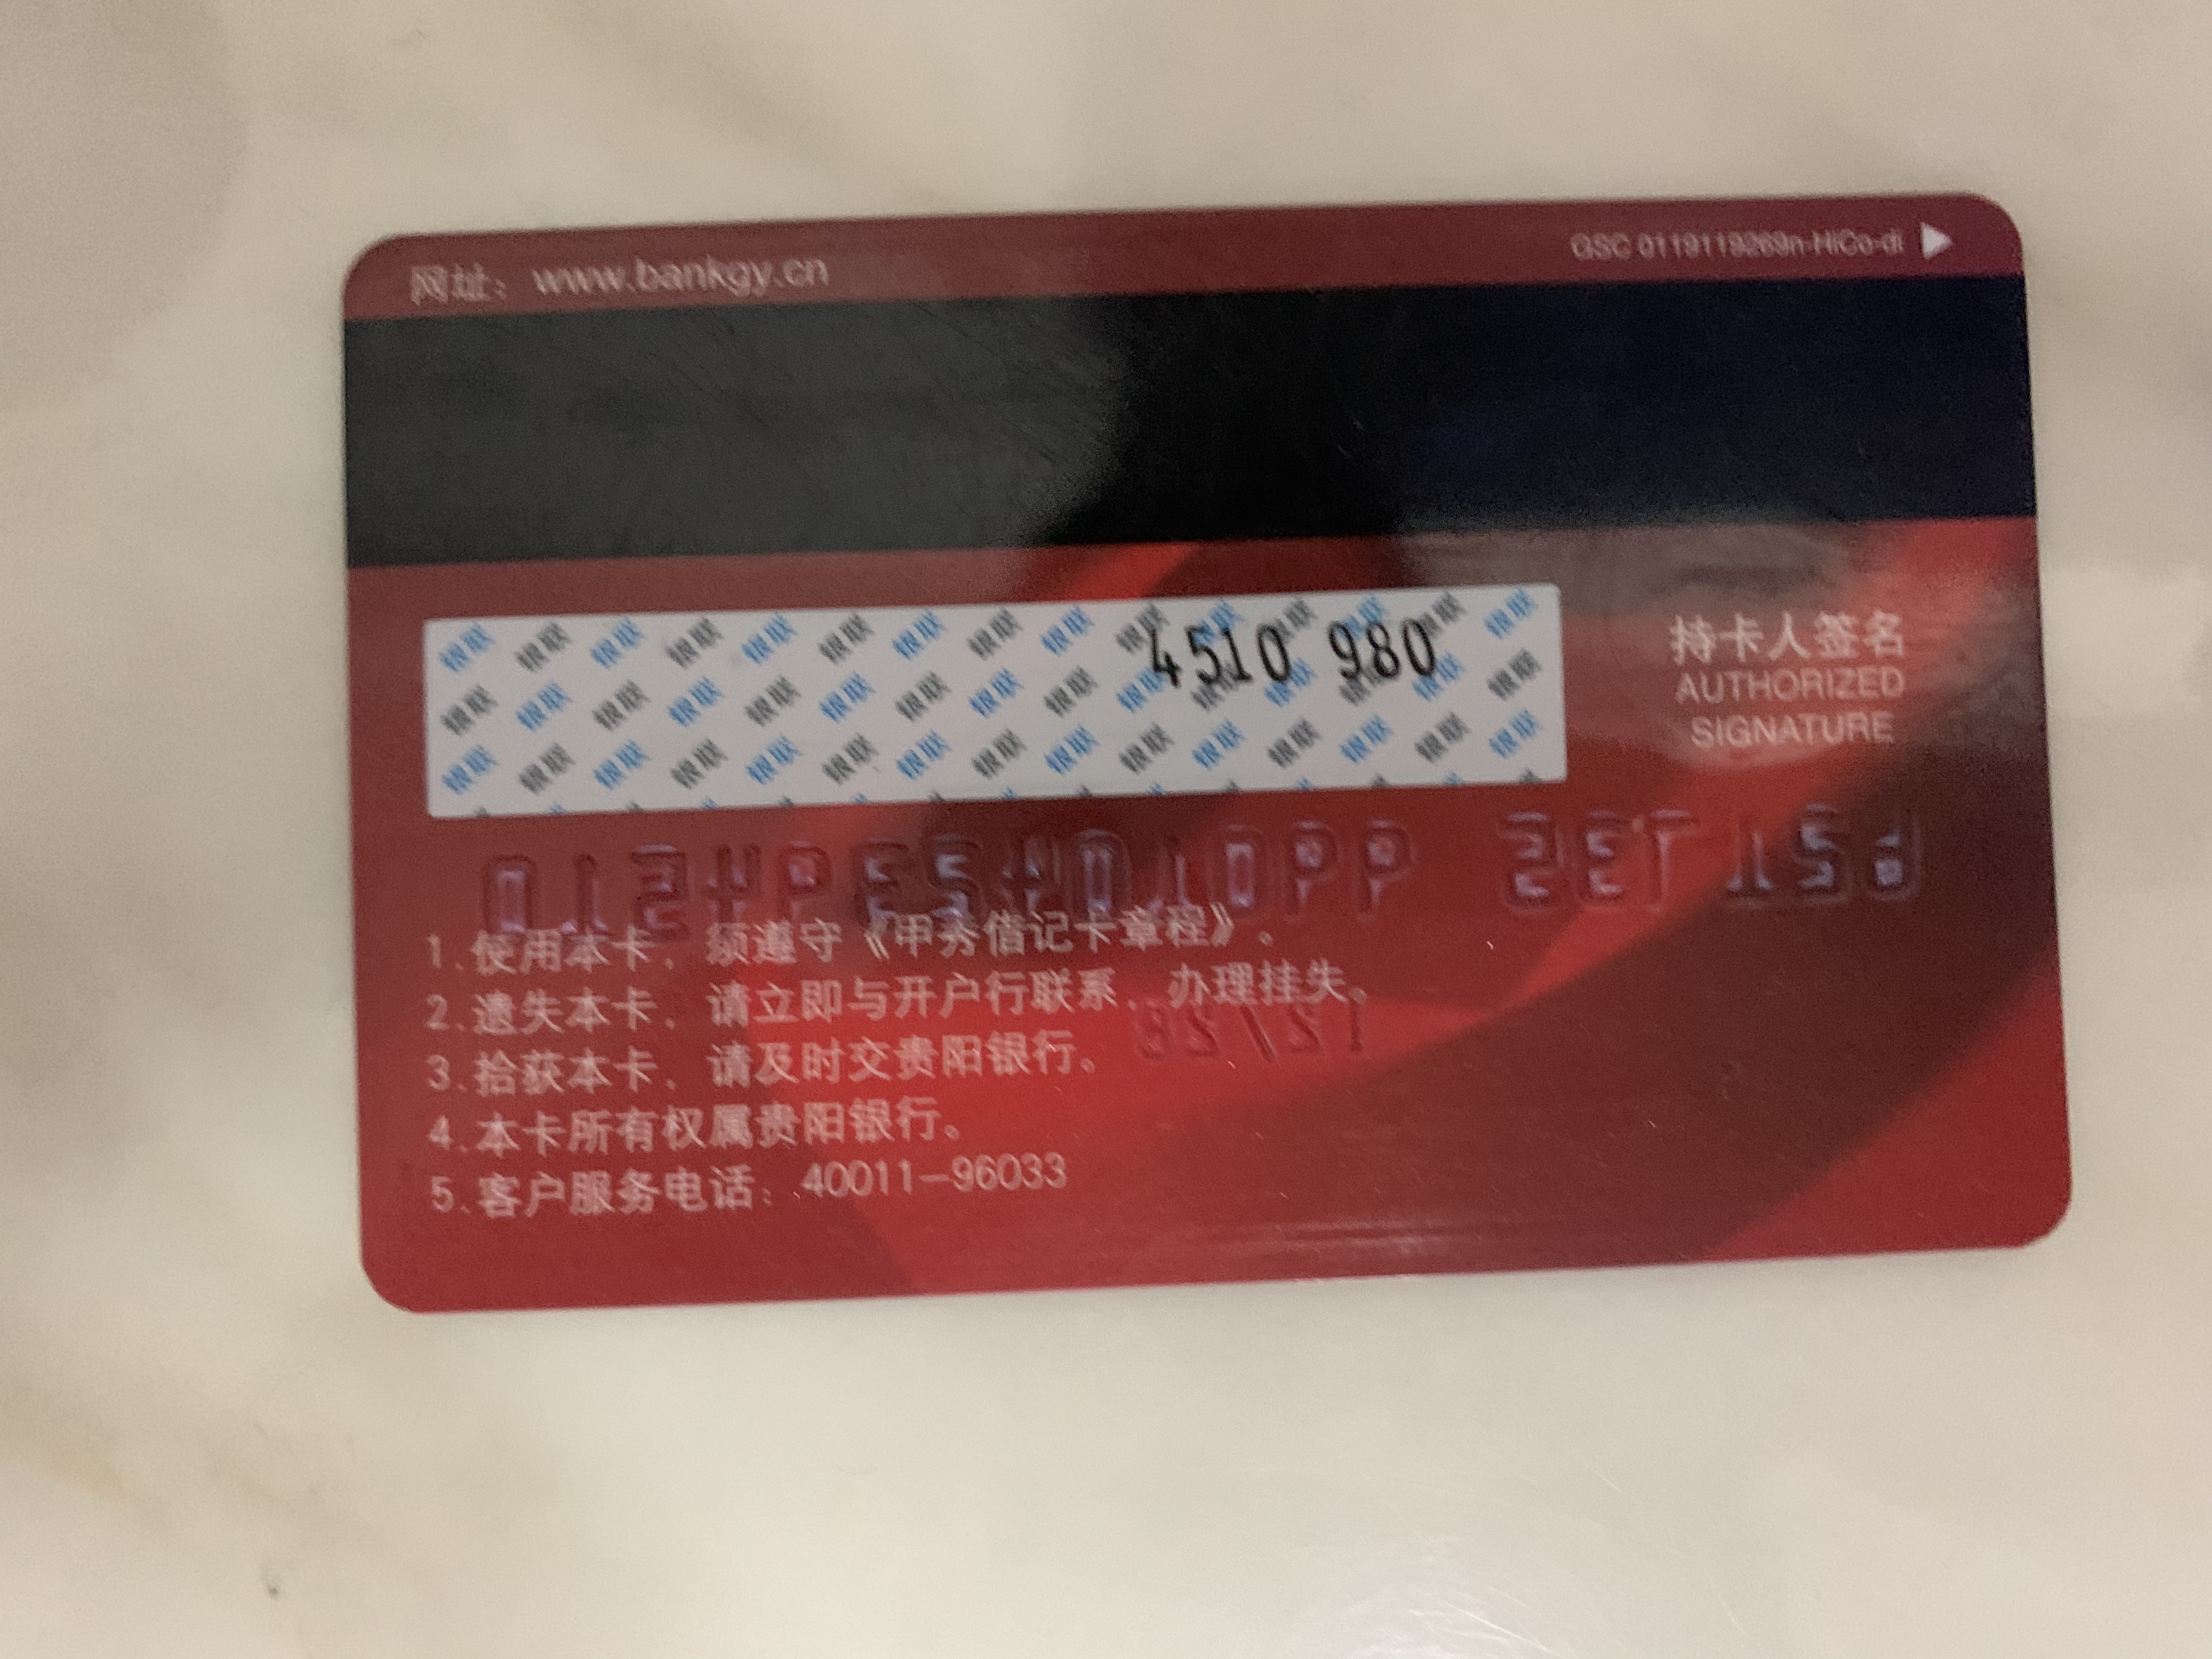 网址：www.bankgy.cn
GSC 0119119269n-HiCo-di
4510 980
持卡人签名
AUTHORIZED
SIGNATURE
1.使用本卡，须遵守《甲秀借记卡章程》。
2.遗失本卡，请立即与开户行联系，办理挂失。
3.拾获本卡，请及时交贵阳银行。
4.本卡所有权属贵阳银行。
5.客户服务电话：40011-96033